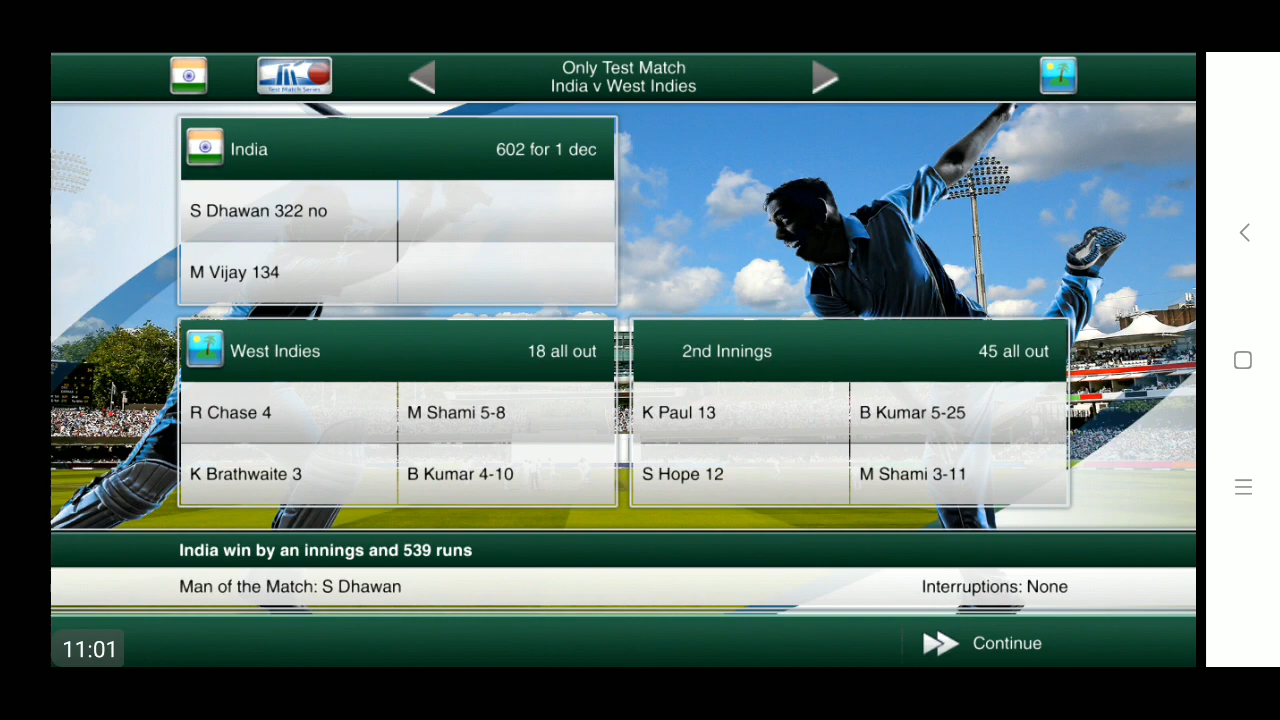 Only Test Match
India v West Indies
Test Match Series
India 602 for 1 dec
S Dhawan 322 no
M Vijay 134
West Indies 18 all out
R Chase 4 M Shami 5-8
K Brathwaite 3 B Kumar 4-10
2nd Innings 45 all out
K Paul 13 B Kumar 5-25
S Hope 12 M Shami 3-11
India win by an innings and 539 runs
Man of the Match: S Dhawan Interruptions: None
11:01
Continue